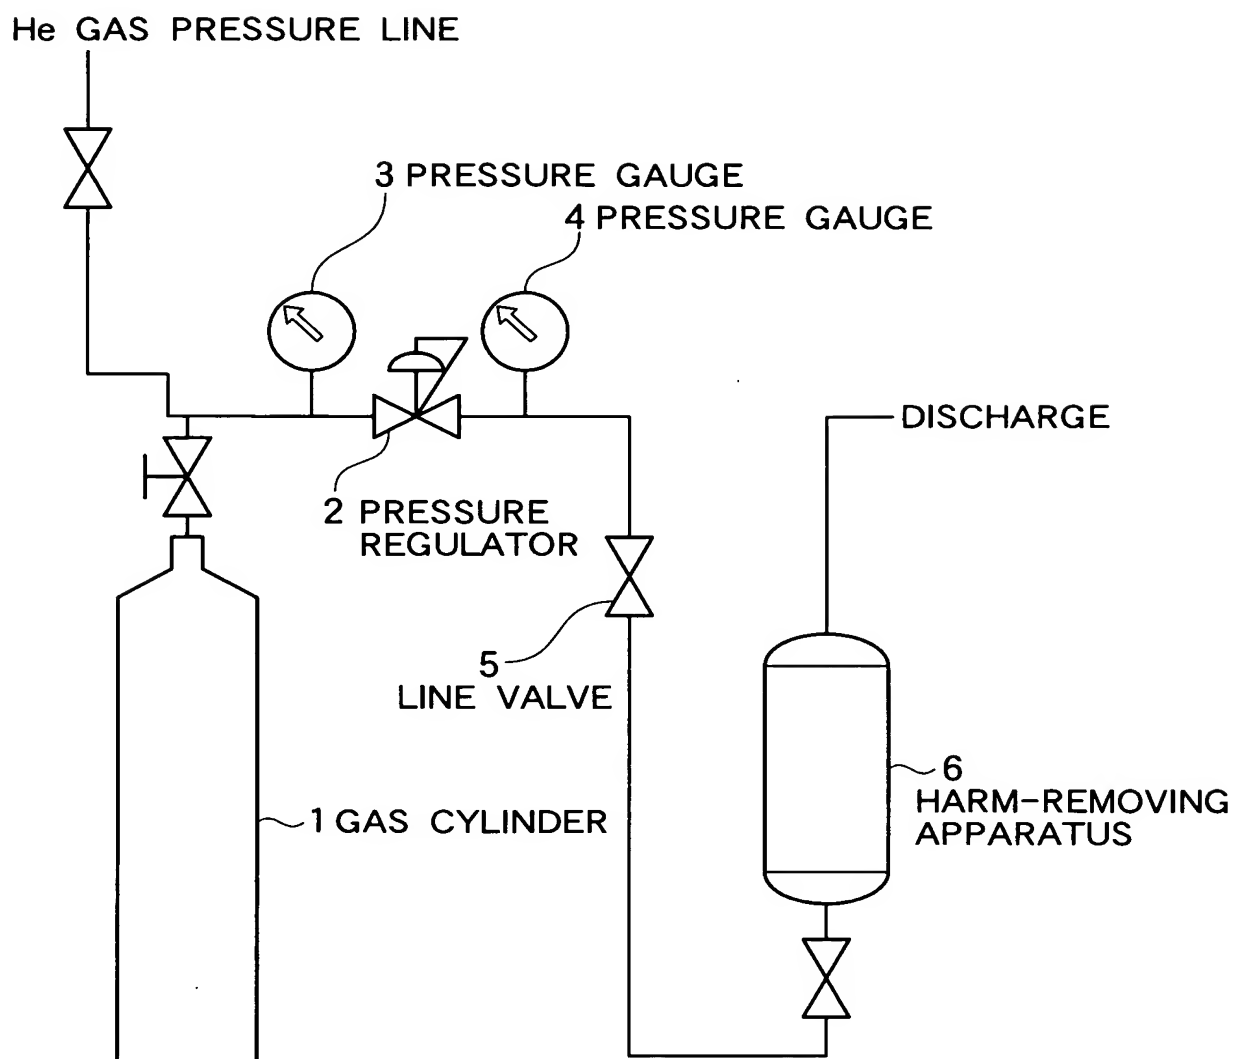 He GAS PRESSURE LINE
3 PRESSURE GAUGE
4 PRESSURE GAUGE
DISCHARGE
2 PRESSURE
REGULATOR
5
LINE VALVE
6
HARM-REMOVING
APPARATUS
1 GAS CYLINDER